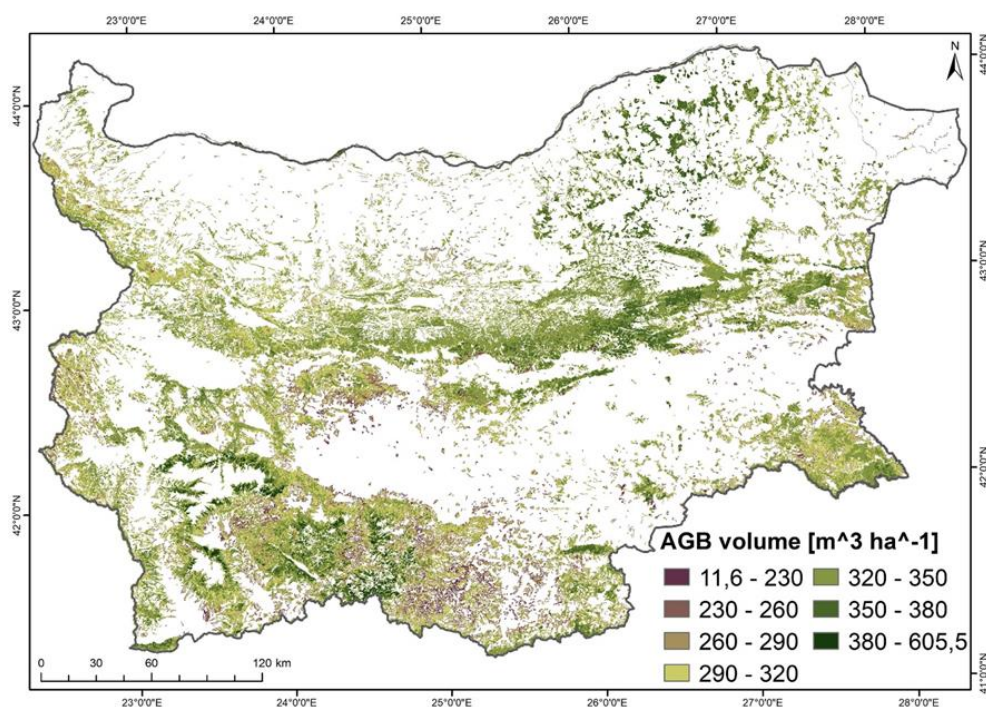 23°0'0"E 24°0'0"E 25°0'0"E 26°0'0"E 27°0'0"E 28°0'0"E
N
44°0'0"N 44°0'0"N
43°0'0"N 43°0'0"N
42°0'0"N 42°0'0"N
41°0'0"N
AGB volume [m^3 ha^-1]
11,6 - 230 320 - 350
230 - 260 350 - 380
260 - 290 380 - 605,5
290 - 320
0 30 60 120 km
23°0'0"E 24°0'0"E 25°0'0"E 26°0'0"E 27°0'0"E 28°0'0"E